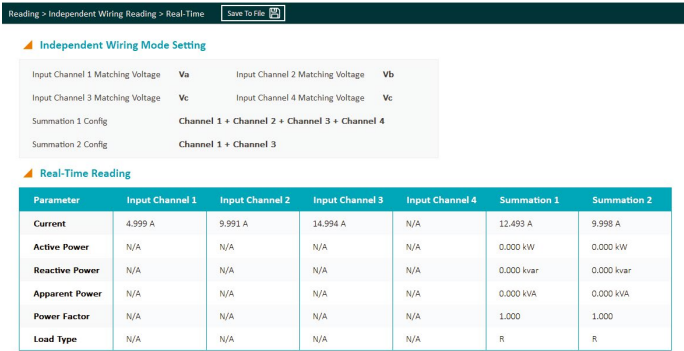 Reading > Independent Wiring Reading > Real-Time Save To File
Independent Wiring Mode Setting
Input Channel 1 Matching Voltage Va Input Channel 2 Matching Voltage Vb
Input Channel 3 Matching Voltage Vc Input Channel 4 Matching Voltage Vc
Summation 1 Config Channel 1 + Channel 2 + Channel 3 + Channel 4
Summation 2 Config Channel 1 + Channel 3
Real-Time Reading
Parameter Input Channel 1 Input Channel 2 Input Channel 3 Input Channel 4 Summation 1 Summation 2
Current 4.999 A 9.991 A 14.994 A N/A 12.493 A 9.998 A
Active Power N/A N/A N/A N/A 0.000 kW 0.000 kW
Reactive Power N/A N/A N/A N/A 0.000 kvar 0.000 kvar
Apparent Power N/A N/A N/A N/A 0.000 kVA 0.000 kVA
Power Factor N/A N/A N/A N/A 1.000 1.000
Load Type N/A N/A N/A N/A R R